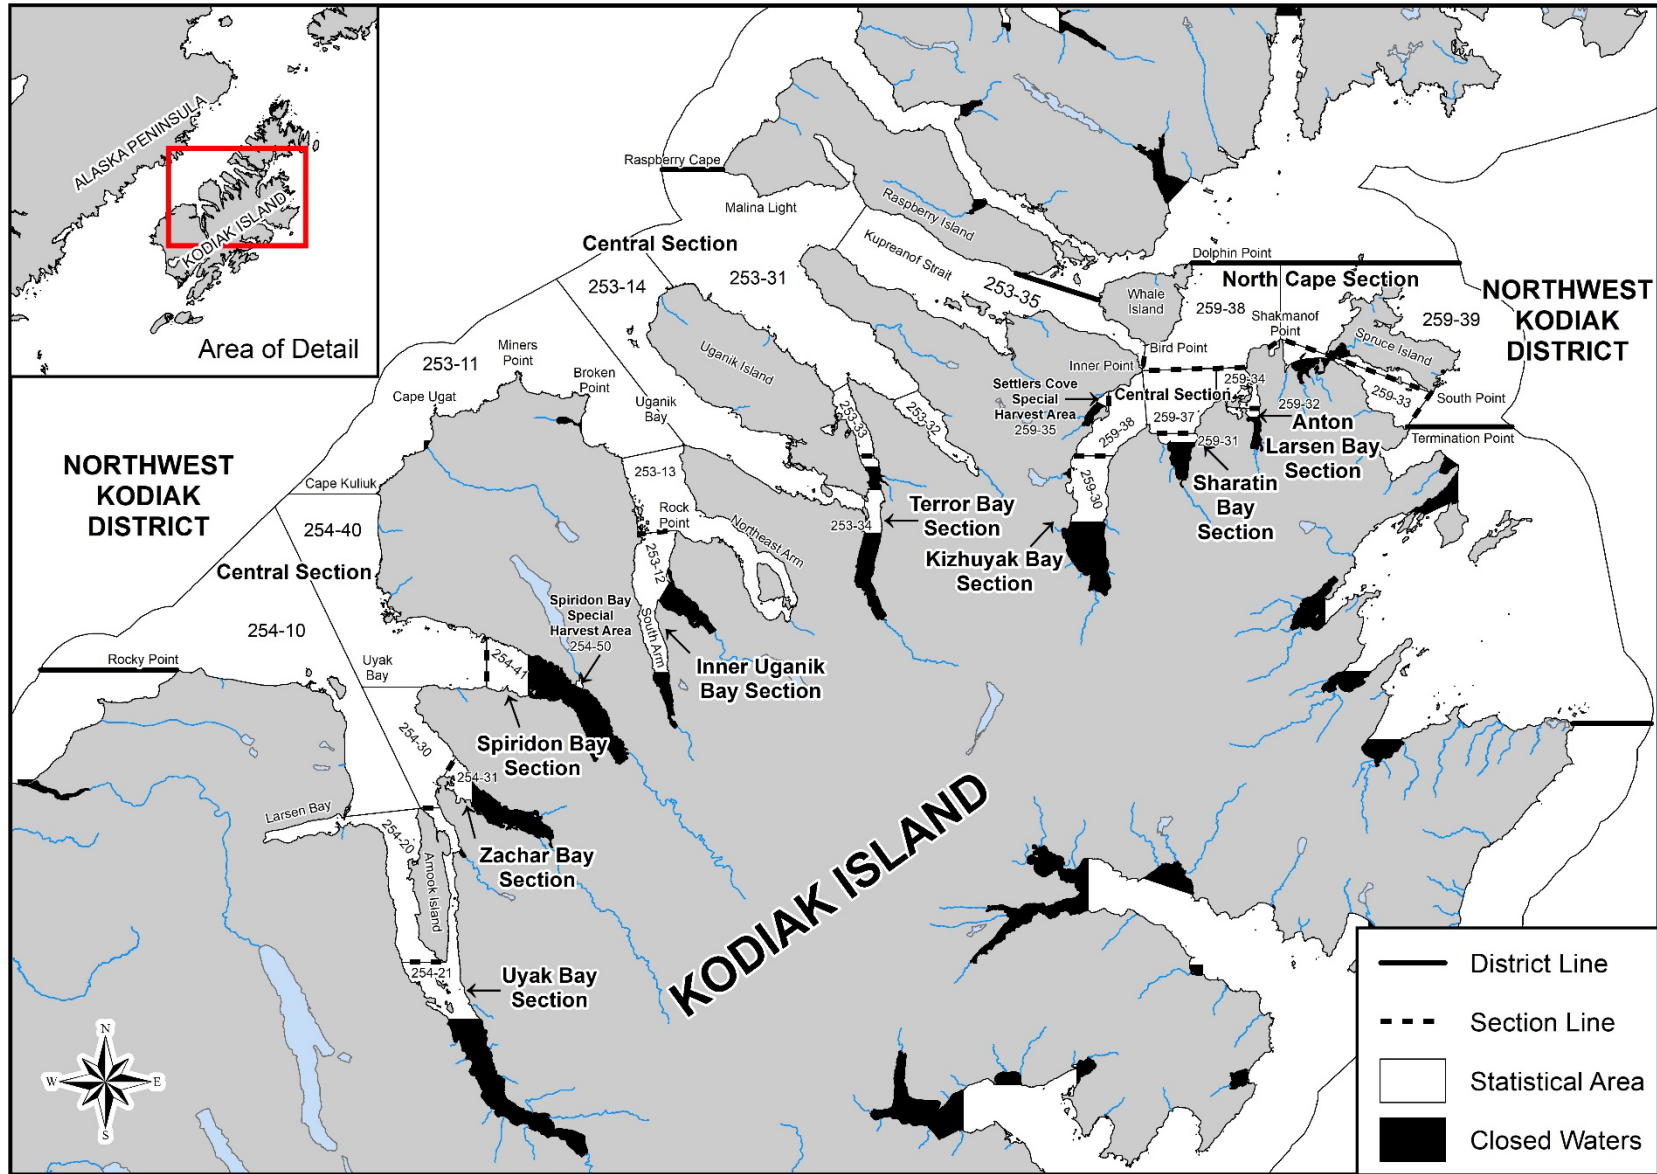 ALASKA PENINSULA
KODIAK ISLAND
Area of Detail
Raspberry Cape
Malina Light
Raspberry Island
Central Section
Kupreanof Strait
253-14
253-31
253-35
Dolphin Point
North Cape Section
Whale
Island
259-38
Shakmanof
Point
259-39
NORTHWEST
KODIAK
DISTRICT
Spruce Island
Bird Point
Inner Point
253-11
Miners
Point
Broken
Point
Cape Ugat
Uganik Island
Uganik
Bay
253-33
253-32
Settlers Cove
Special
Harvest Area
259-35
Central Section
259-34
259-37
259-38
259-32
259-33
South Point
Termination Point
Anton
Larsen Bay
Section
259-31
Sharatin
Bay
Section
259-30
Kizhuyak Bay
Section
NORTHWEST
KODIAK
DISTRICT
Cape Kuliuk
253-13
Rock
Point
Northeast Arm
253-34
Terror Bay
Section
254-40
Central Section
253-12
South Arm
Spiridon Bay
Special
Harvest Area
254-50
Inner Uganik
Bay Section
254-10
Rocky Point
Uyak
Bay
254-41
Spiridon Bay
Section
254-30
254-31
Larsen Bay
254-20
Amook Island
Zachar Bay
Section
254-21
Uyak Bay
Section
KODIAK ISLAND
N
W
E
S
District Line
Section Line
Statistical Area
Closed Waters